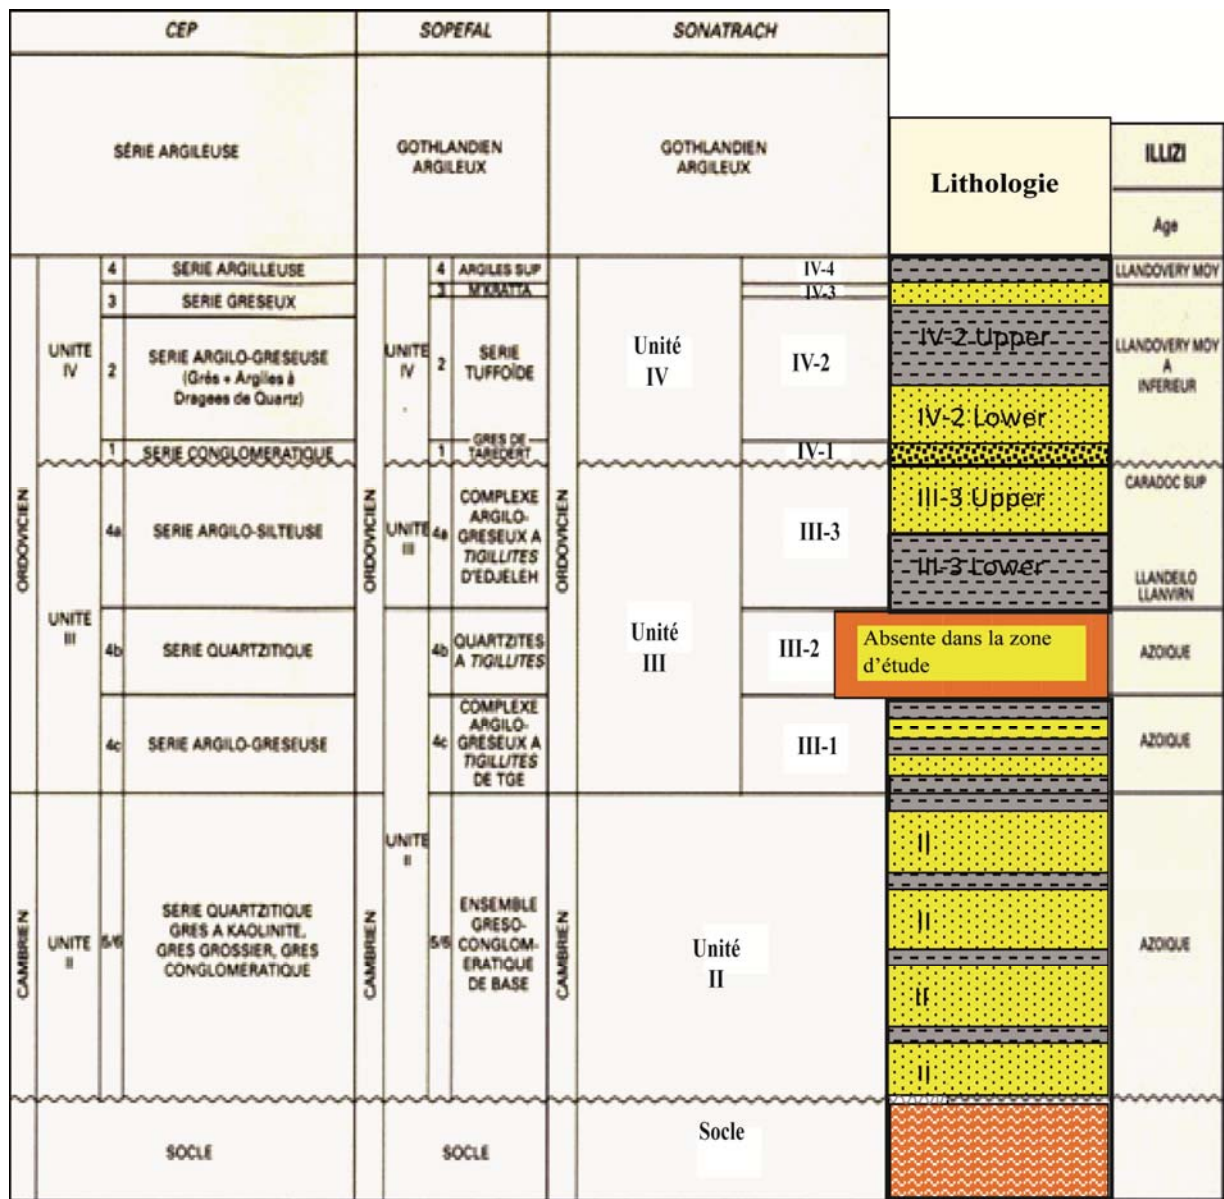 CEP
SOPEFAL
SONATRACH
SÉRIE ARGILEUSE
GOTHLANDIEN
ARGILEUX
GOTHLANDIEN
ARGILEUX
Lithologie
ILLIZI
Age
ORDOVICIEN
CAMBRIEN
UNITE
IV
4
SERIE ARGILLEUSE
3
SERIE GRESEUX
2
SERIE ARGILO-GRESEUSE
(Grés + Argiles à
Dragees de Quartz)
1
SERIE CONGLOMERATIQUE
UNITE
III
4a
SERIE ARGILO-SILTEUSE
4b
SERIE QUARTZITIQUE
4c
SERIE ARGILO-GRESEUSE
UNITE
II
5/6
SERIE QUARTZITIQUE
GRES A KAOLINITE,
GRES GROSSIER, GRES
CONGLOMERATIQUE
SOCLE
ORDOVICIEN
CAMBRIEN
UNITE
IV
4
ARGILES SUP
3
M'KRATTA
2
SERIE
TUFFOÏDE
1
GRES DE
TAREDERT
UNITE
III
4a
COMPLEXE
ARGILO-
GRESEUX A
TIGILLITES
D'EDJELEH
4b
QUARTZITES
A TIGILLITES
4c
COMPLEXE
ARGILO-
GRESEUX A
TIGILLITES
DE TGE
UNITE
II
5/6
ENSEMBLE
GRESO-
CONGLOM-
ERATIQUE
DE BASE
SOCLE
ORDOVICIEN
CAMBRIEN
Unité
IV
IV-4
IV-3
IV-2
IV-1
Unité
III
III-3
III-2
III-1
Unité
II
Socle
IV-2 Upper
IV-2 Lower
III-3 Upper
III-3 Lower
Absente dans la zone
d'étude
II
II
II
II
LLANDOVERY MOY
LLANDOVERY MOY
A
INFERIEUR
CARADOC SUP
LLANDEILO
LLANVIRN
AZOIQUE
AZOIQUE
AZOIQUE